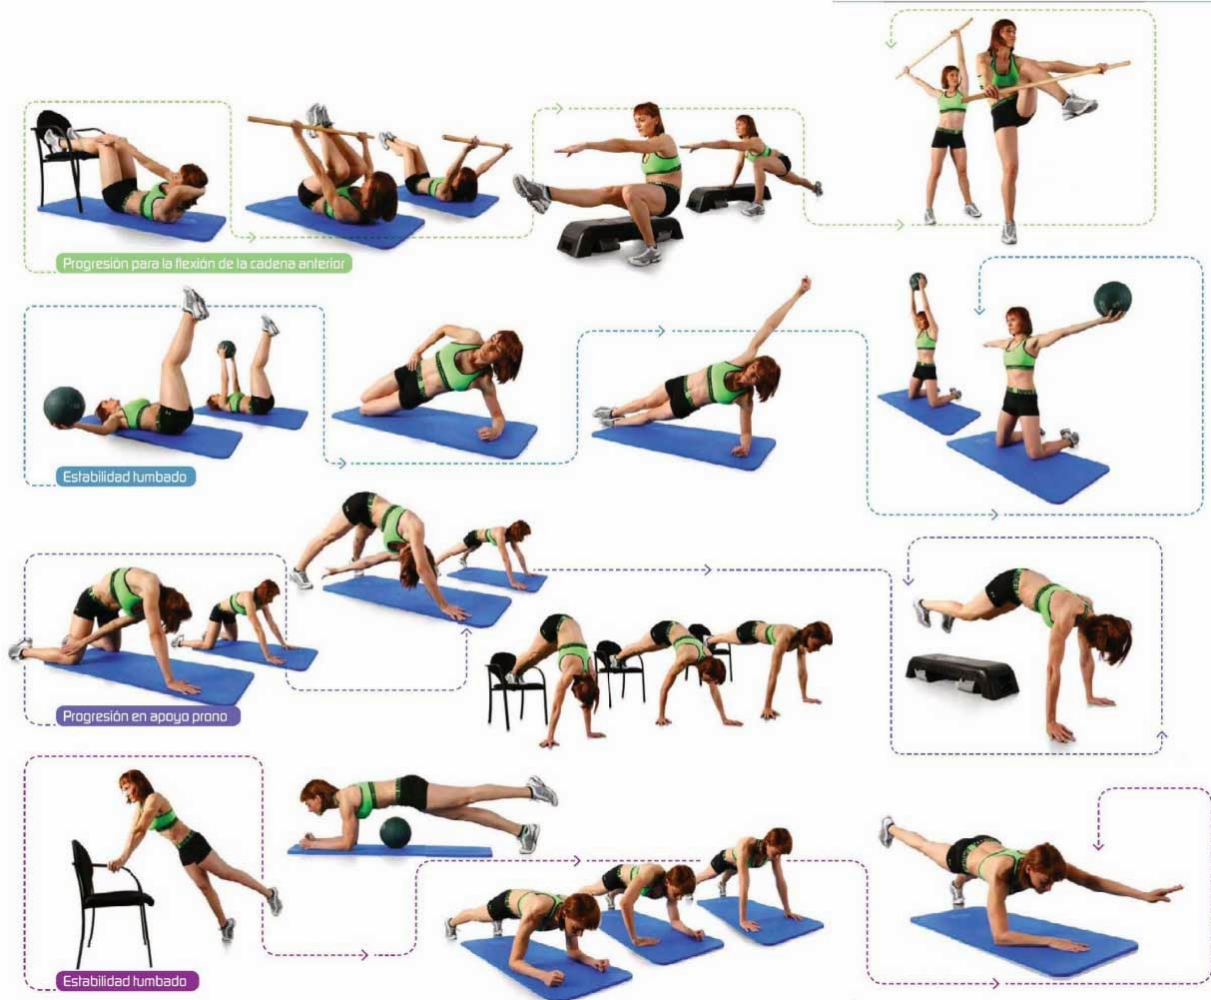 Progresión para la flexión de la cadena anterior
Estabilidad tumbado
Progresión en apoyo prono
Estabilidad tumbado